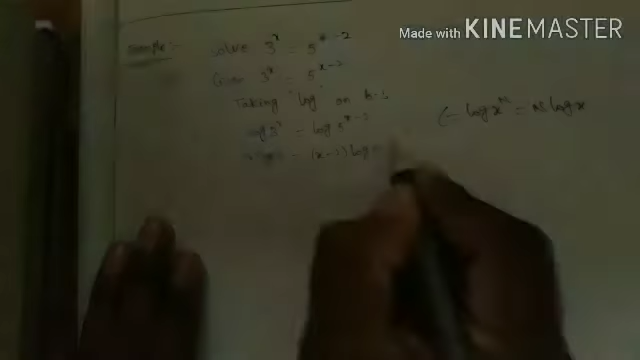 Made with KINEMASTER
Example:- Solve 3^x = 5^x-2
Given 3^x = 5^x-2
Taking "log" on b.s
log 3^x = log 5^x-2
= (x-2) log
(∵ log x^m = m log x